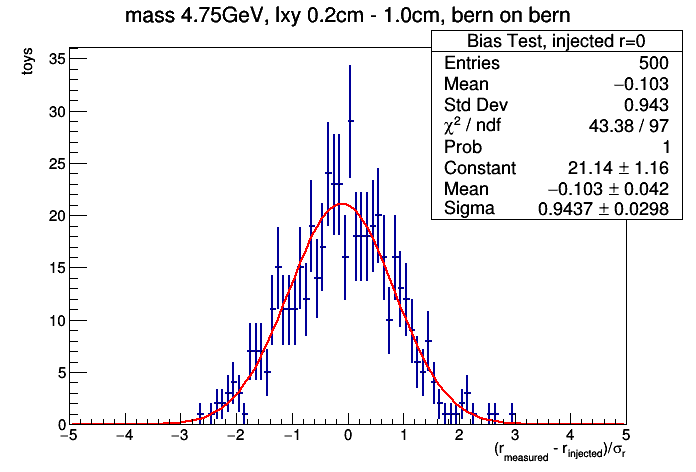 mass 4.75GeV, lxy 0.2cm - 1.0cm, bern on bern
Bias Test, injected r=0
Entries 500
Mean −0.103
Std Dev 0.943
χ² / ndf 43.38 / 97
Prob 1
Constant 21.14 ± 1.16
Mean −0.103 ± 0.042
Sigma 0.9437 ± 0.0298
toys
35
30
25
20
15
10
5
0
−5 −4 −3 −2 −1 0 1 2 3 4 5
(r_measured - r_injected)/σ_r